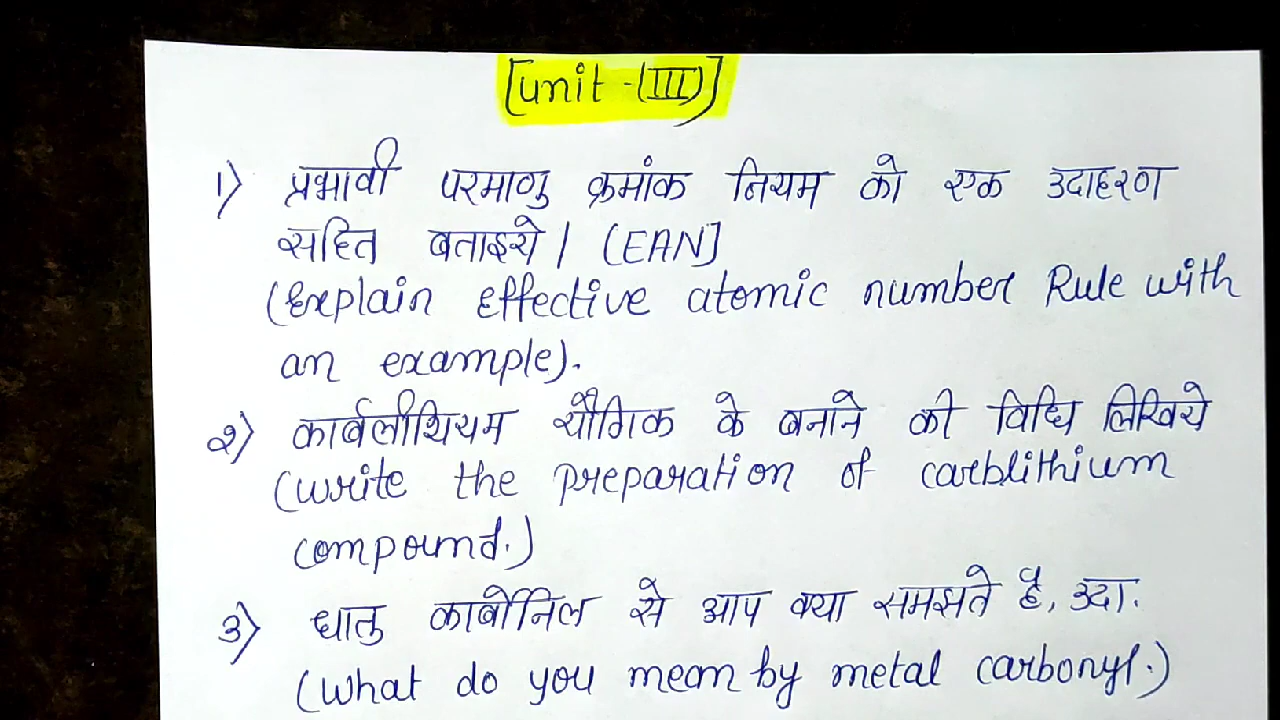 [Unit-(III)]
1) प्रभावी परमाणु क्रमांक नियम को एक उदाहरण
सहित बताइये। (EAN]
(Explain effective atomic number Rule with
an example).
2) कार्बलीथियम यौगिक के बनाने की विधि लिखिये
(write the preparation of carblithium
compound.)
3) धातु कार्बोनिल से आप क्या समझते है, उदा.
(What do you mean by metal carbonyl.)